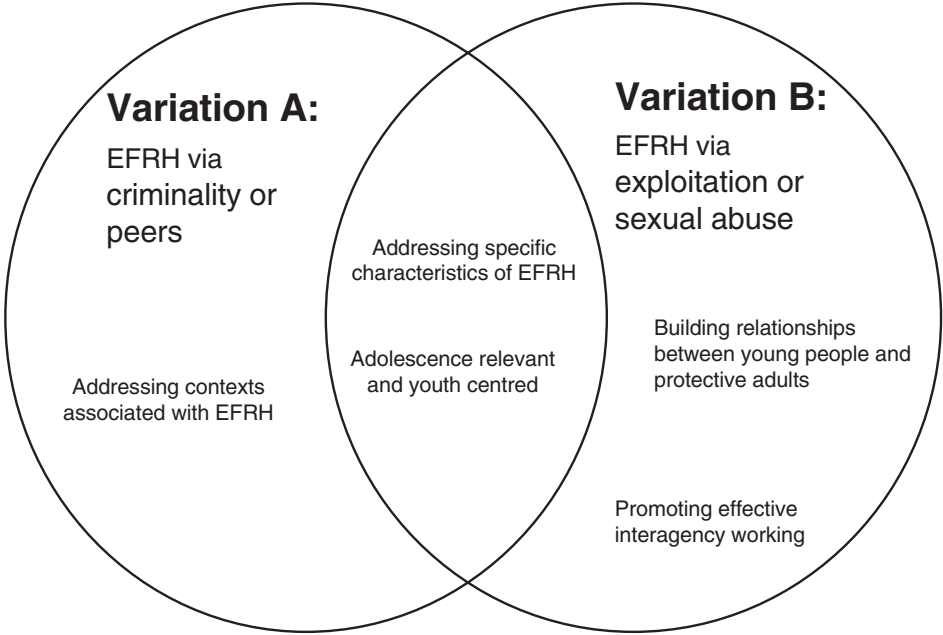 Variation A:
EFRH via
criminality or
peers
Addressing contexts
associated with EFRH
Addressing specific
characteristics of EFRH
Adolescence relevant
and youth centred
Variation B:
EFRH via
exploitation or
sexual abuse
Building relationships
between young people and
protective adults
Promoting effective
interagency working